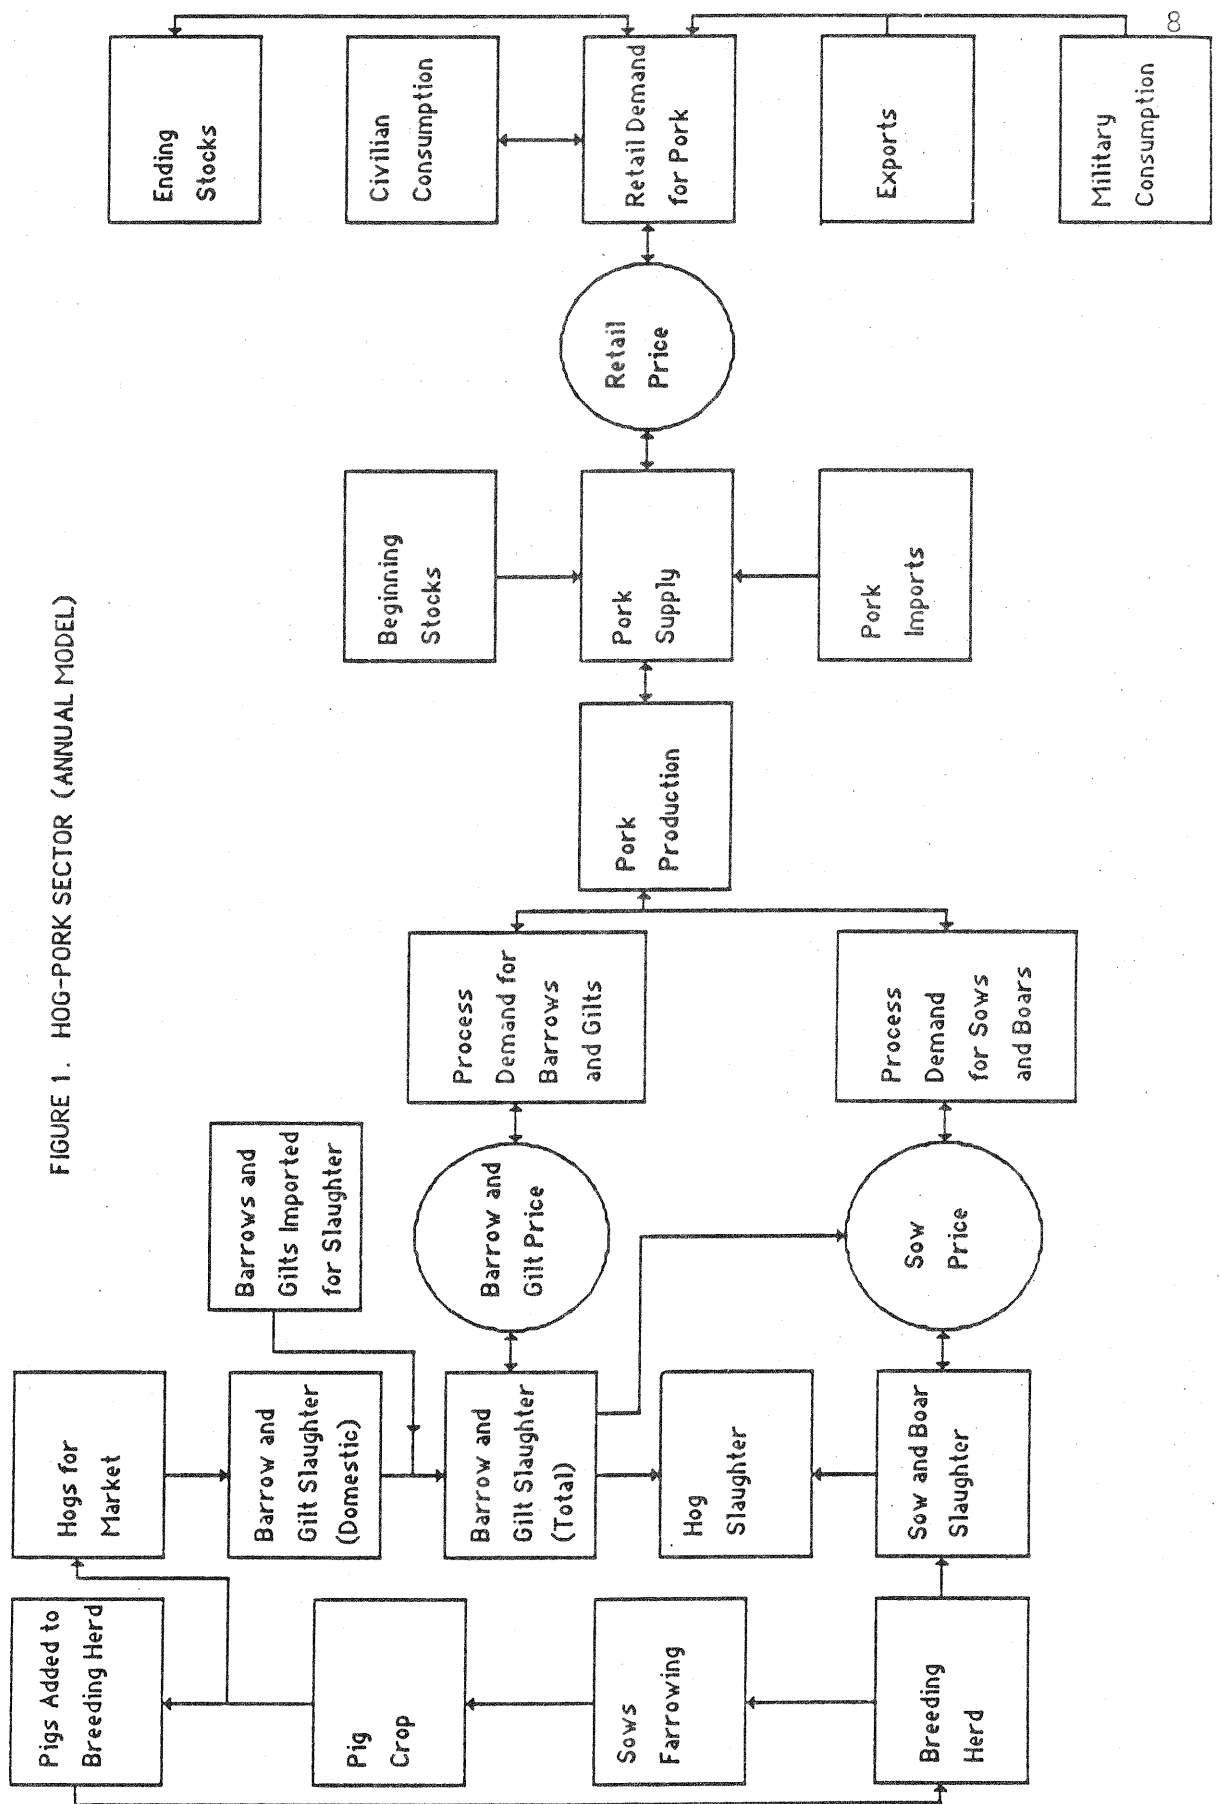 8
FIGURE 1. HOG-PORK SECTOR (ANNUAL MODEL)
Pigs Added to
Breeding Herd
Hogs for
Market
Pig
Crop
Barrow and
Gilt Slaughter
(Domestic)
Barrows and
Gilts Imported
for Slaughter
Sows
Farrowing
Barrow and
Gilt Slaughter
(Total)
Barrow and
Gilt Price
Process
Demand for
Barrows
and Gilts
Hog
Slaughter
Breeding
Herd
Sow and Boar
Slaughter
Sow
Price
Process
Demand
for Sows
and Boars
Pork
Production
Beginning
Stocks
Pork
Supply
Pork
Imports
Retail
Price
Ending
Stocks
Civilian
Consumption
Retail Demand
for Pork
Exports
Military
Consumption